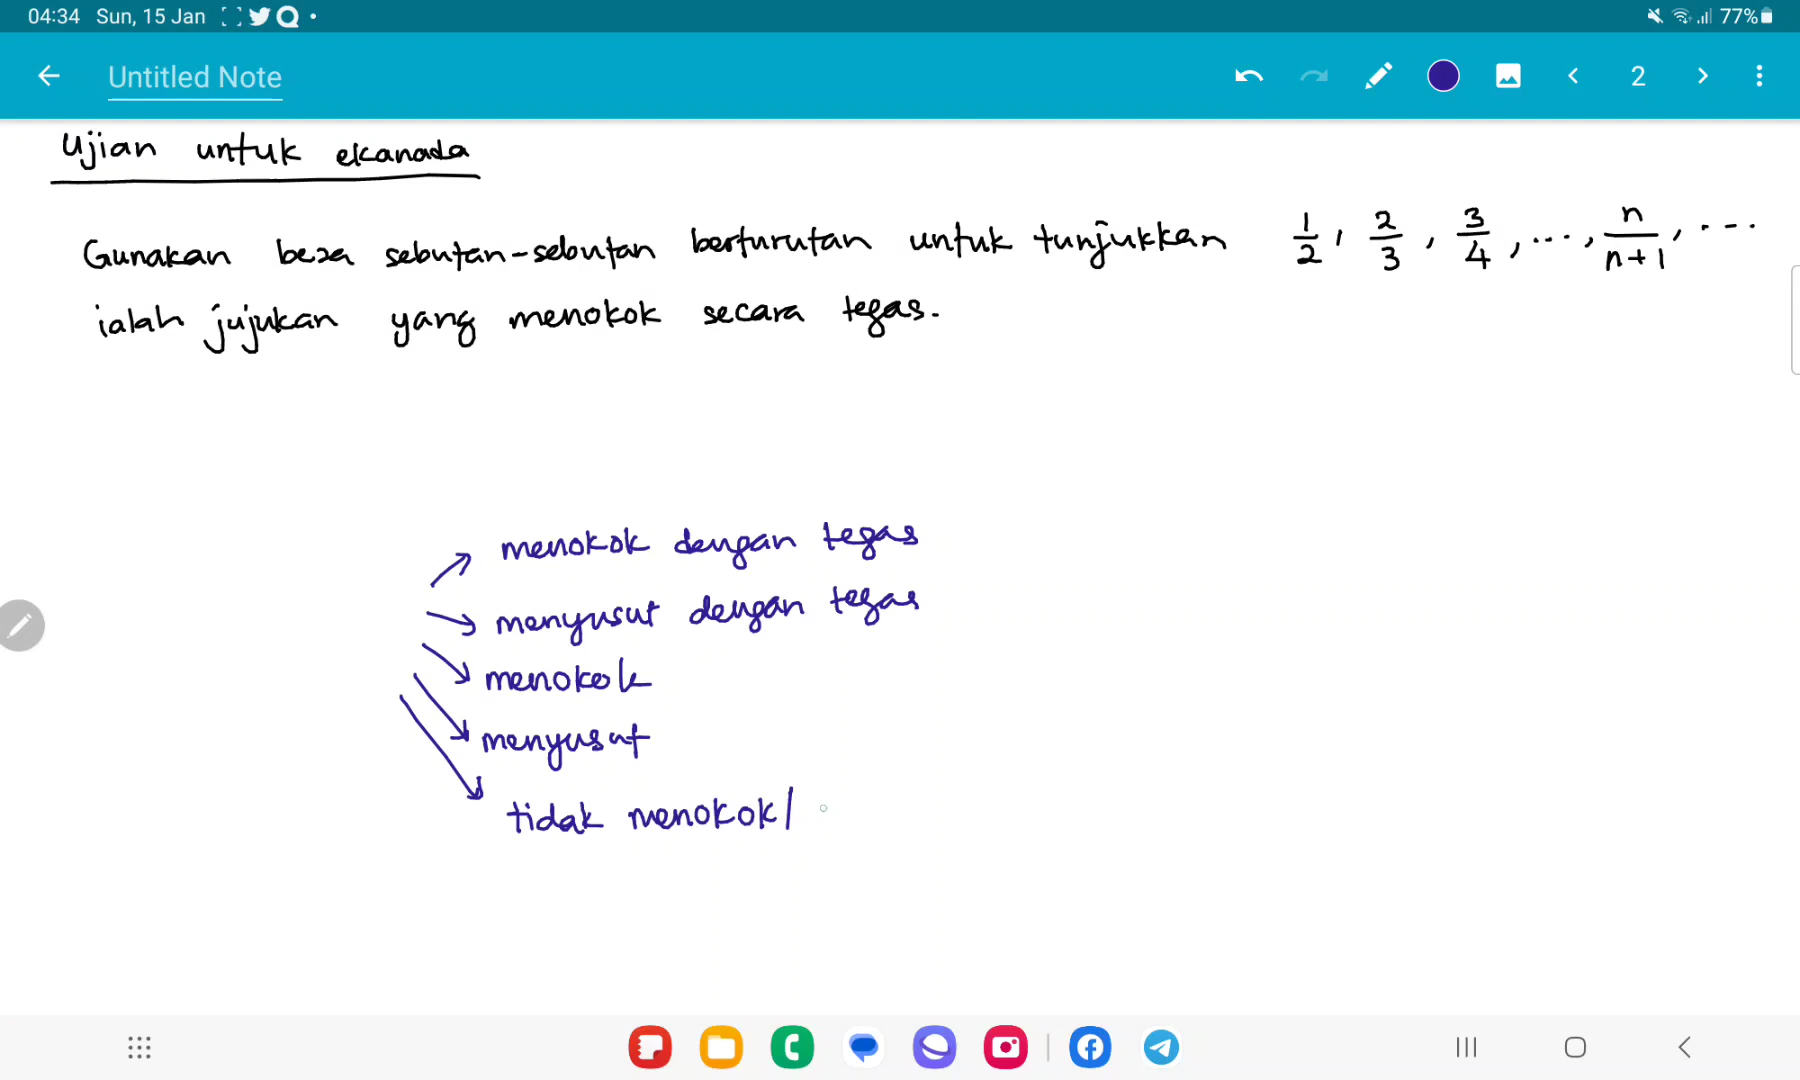 04:34 Sun, 15 Jan 77%
Untitled Note 2
Ujian untuk ekanada
Gunakan beza sebutan-sebutan berturutan untuk tunjukkan 1/2, 2/3, 3/4, ..., n/n+1, ...
ialah jujukan yang menokok secara tegas.
menokok dengan tegas
menyusut dengan tegas
menokok
menyusut
tidak menokok/